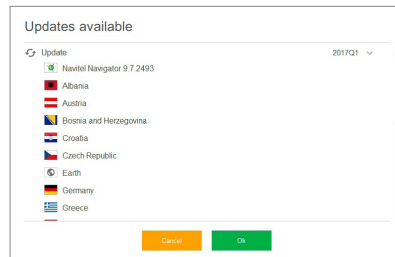 Updates available
Update 2017Q1
Navitel Navigator 9.7.2493
Albania
Austria
Bosnia and Herzegovina
Croatia
Czech Republic
Earth
Germany
Greece
Cancel Ok